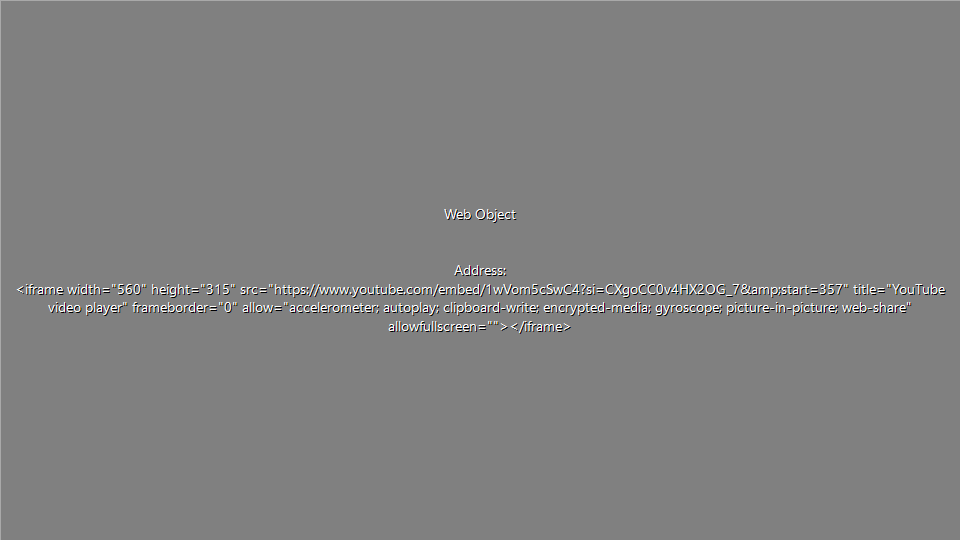 Web Object
Address:
<iframe width="560" height="315" src="https://www.youtube.com/embed/1wVom5cSwC4?si=CXgoCC0v4HX2OG_7&amp;start=357" title="YouTube
video player" frameborder="0" allow="accelerometer; autoplay; clipboard-write; encrypted-media; gyroscope; picture-in-picture; web-share"
allowfullscreen=""></iframe>